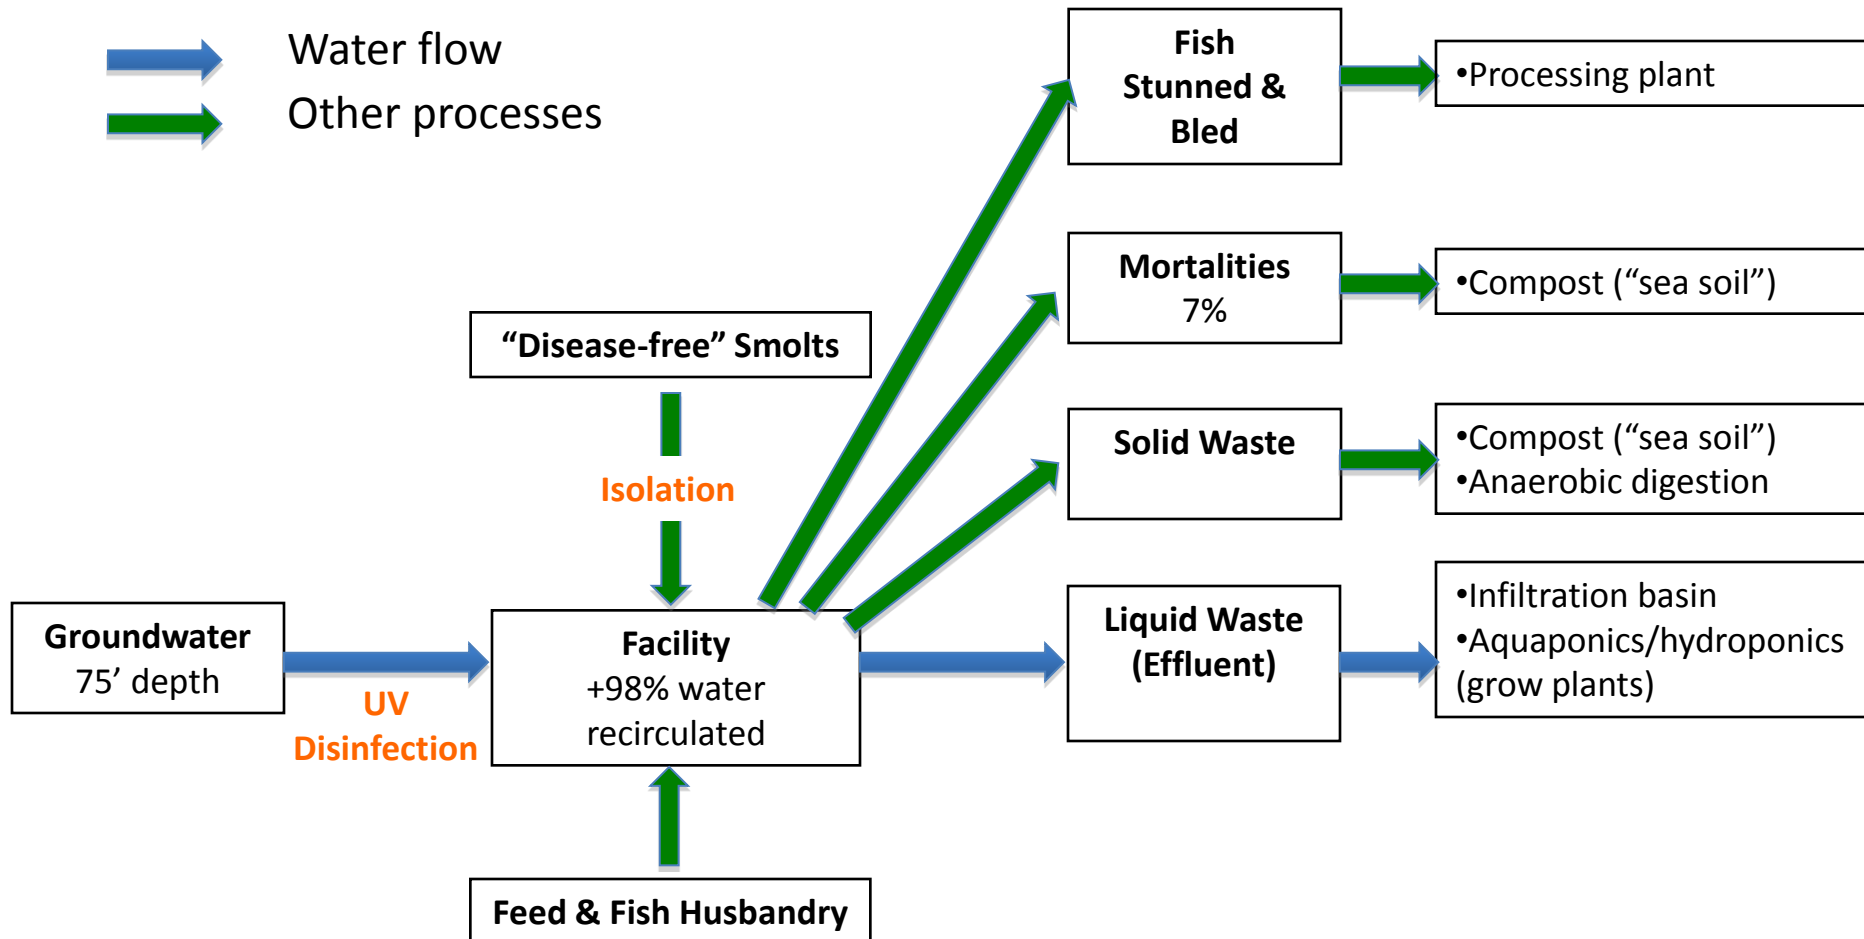 Water flow
Other processes
Fish
Stunned &
Bled
•Processing plant
Mortalities
7%
•Compost (“sea soil”)
“Disease-free” Smolts
Isolation
Solid Waste
•Compost (“sea soil”)
•Anaerobic digestion
Groundwater
75’ depth
UV
Disinfection
Facility
+98% water
recirculated
Liquid Waste
(Effluent)
•Infiltration basin
•Aquaponics/hydroponics
(grow plants)
Feed & Fish Husbandry